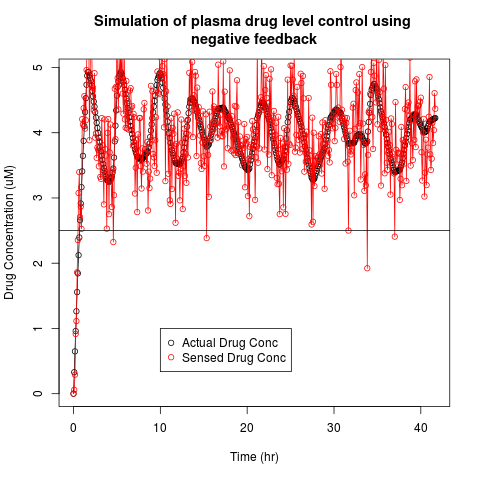 Simulation of plasma drug level control using
negative feedback
Drug Concentration (uM)
5
4
3
2
1
0
Actual Drug Conc
Sensed Drug Conc
0 10 20 30 40
Time (hr)